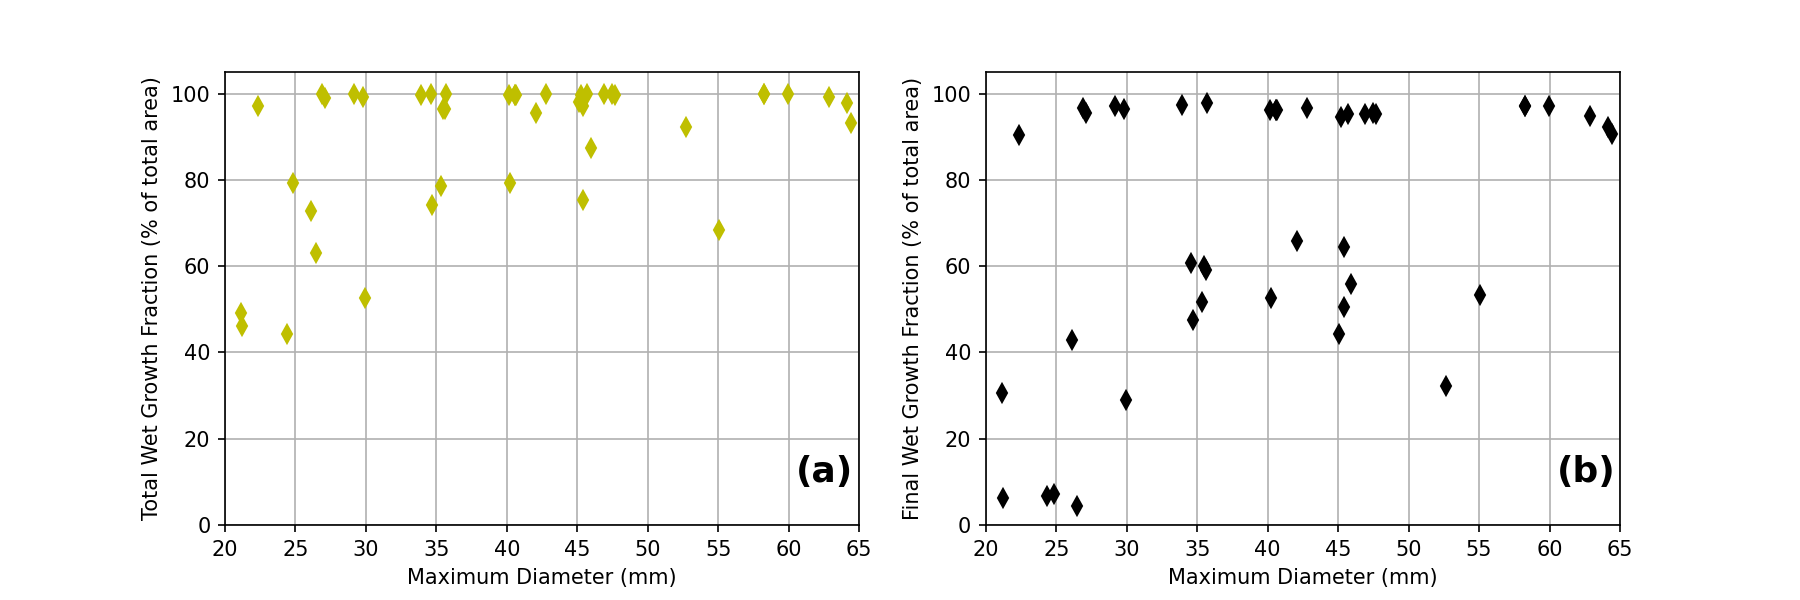 Total Wet Growth Fraction (% of total area)
100
80
60
40
20
0
20 25 30 35 40 45 50 55 60 65
Maximum Diameter (mm)
(a)
Final Wet Growth Fraction (% of total area)
100
80
60
40
20
0
20 25 30 35 40 45 50 55 60 65
Maximum Diameter (mm)
(b)